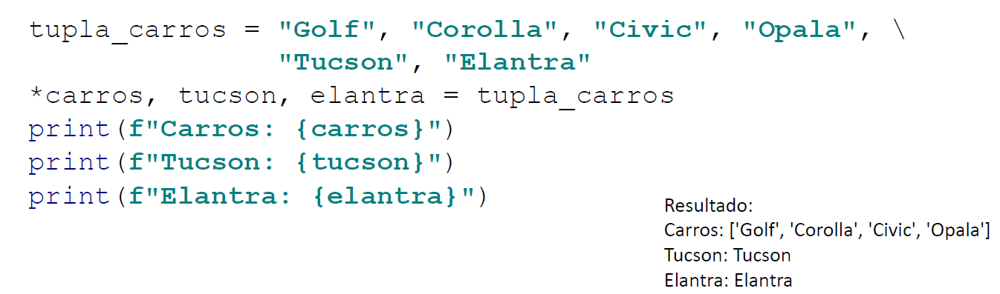 tupla_carros = "Golf", "Corolla", "Civic", "Opala", \
"Tucson", "Elantra"
*carros, tucson, elantra = tupla_carros
print(f"Carros: {carros}")
print(f"Tucson: {tucson}")
print(f"Elantra: {elantra}")
Resultado:
Carros: ['Golf', 'Corolla', 'Civic', 'Opala']
Tucson: Tucson
Elantra: Elantra